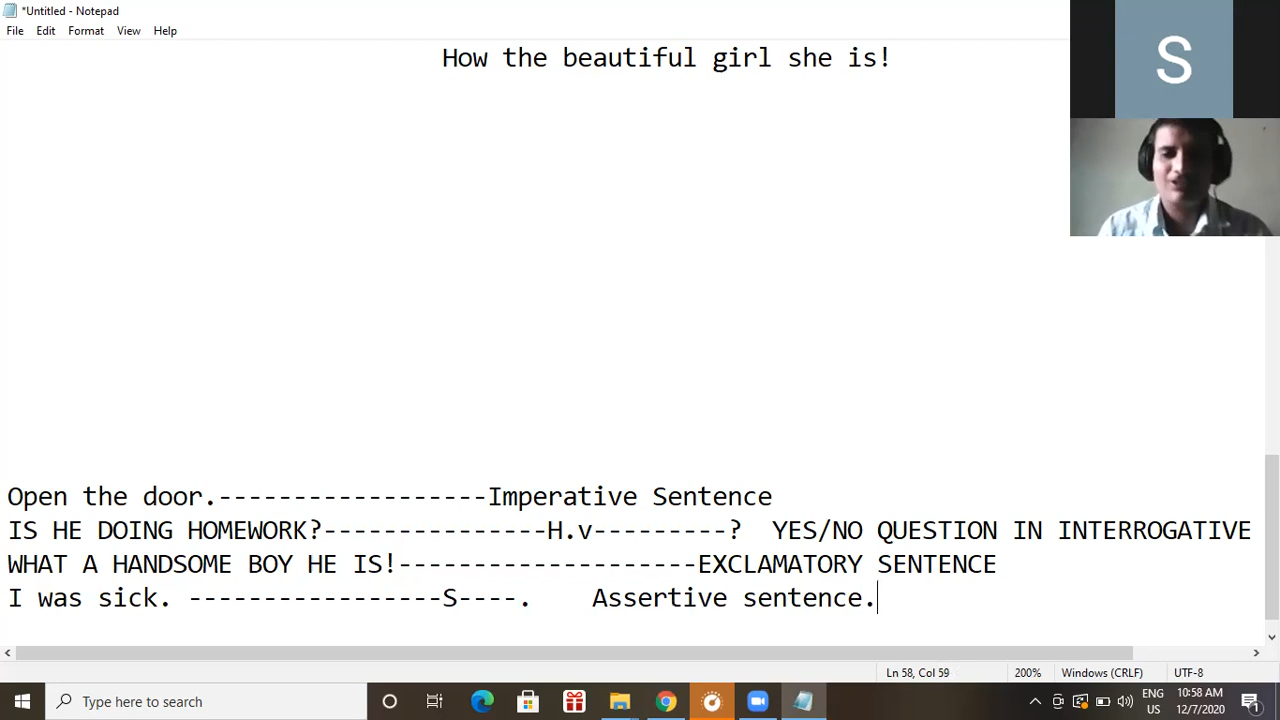 *Untitled - Notepad
File Edit Format View Help
How the beautiful girl she is!
S
Open the door.------------------Imperative Sentence
IS HE DOING HOMEWORK?---------------H.v---------? YES/NO QUESTION IN INTERROGATIVE
WHAT A HANDSOME BOY HE IS!--------------------EXCLAMATORY SENTENCE
I was sick. -----------------S----. Assertive sentence.
Ln 58, Col 59 200% Windows (CRLF) UTF-8
Type here to search
ENG 10:58 AM
US 12/7/2020
1